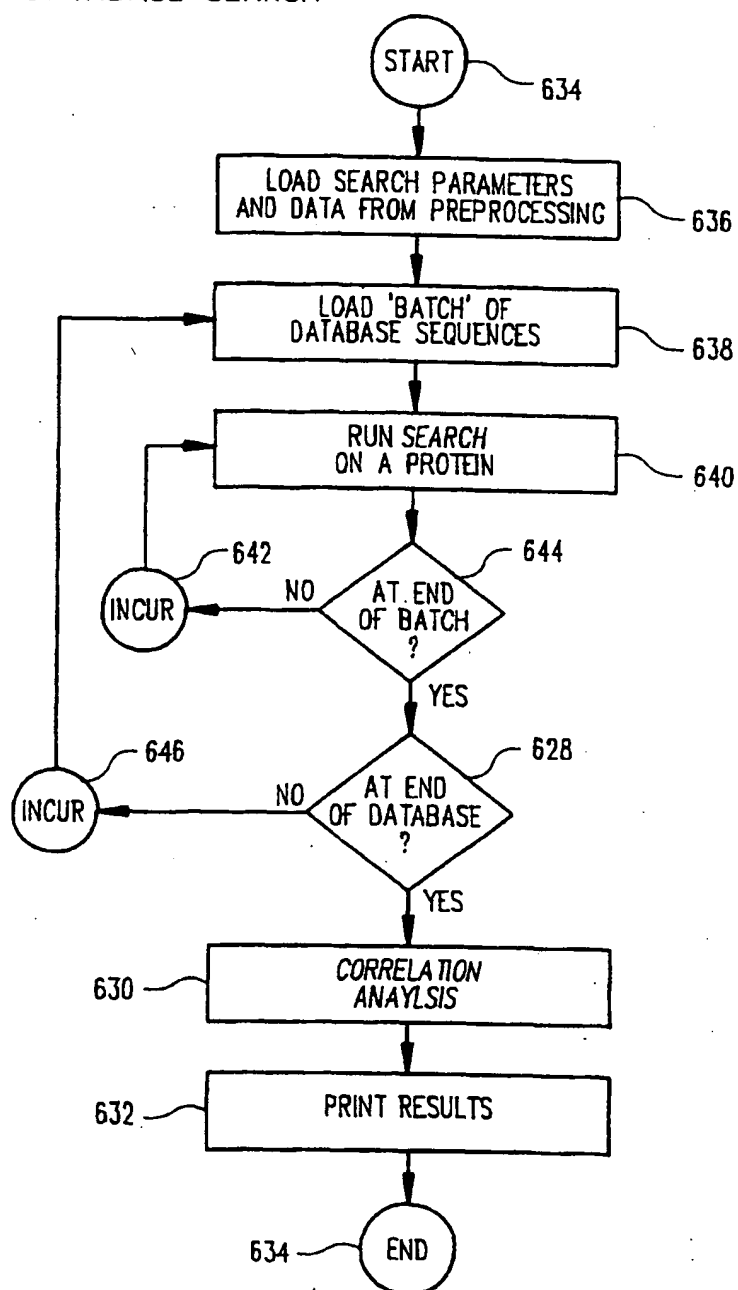 START
634
LOAD SEARCH PARAMETERS
AND DATA FROM PREPROCESSING
636
LOAD 'BATCH' OF
DATABASE SEQUENCES
638
RUN SEARCH
ON A PROTEIN
640
642
644
INCUR
NO
AT END
OF BATCH
?
YES
646
628
INCUR
NO
AT END
OF DATABASE
?
YES
630
CORRELATION
ANAYLSIS
632
PRINT RESULTS
634
END